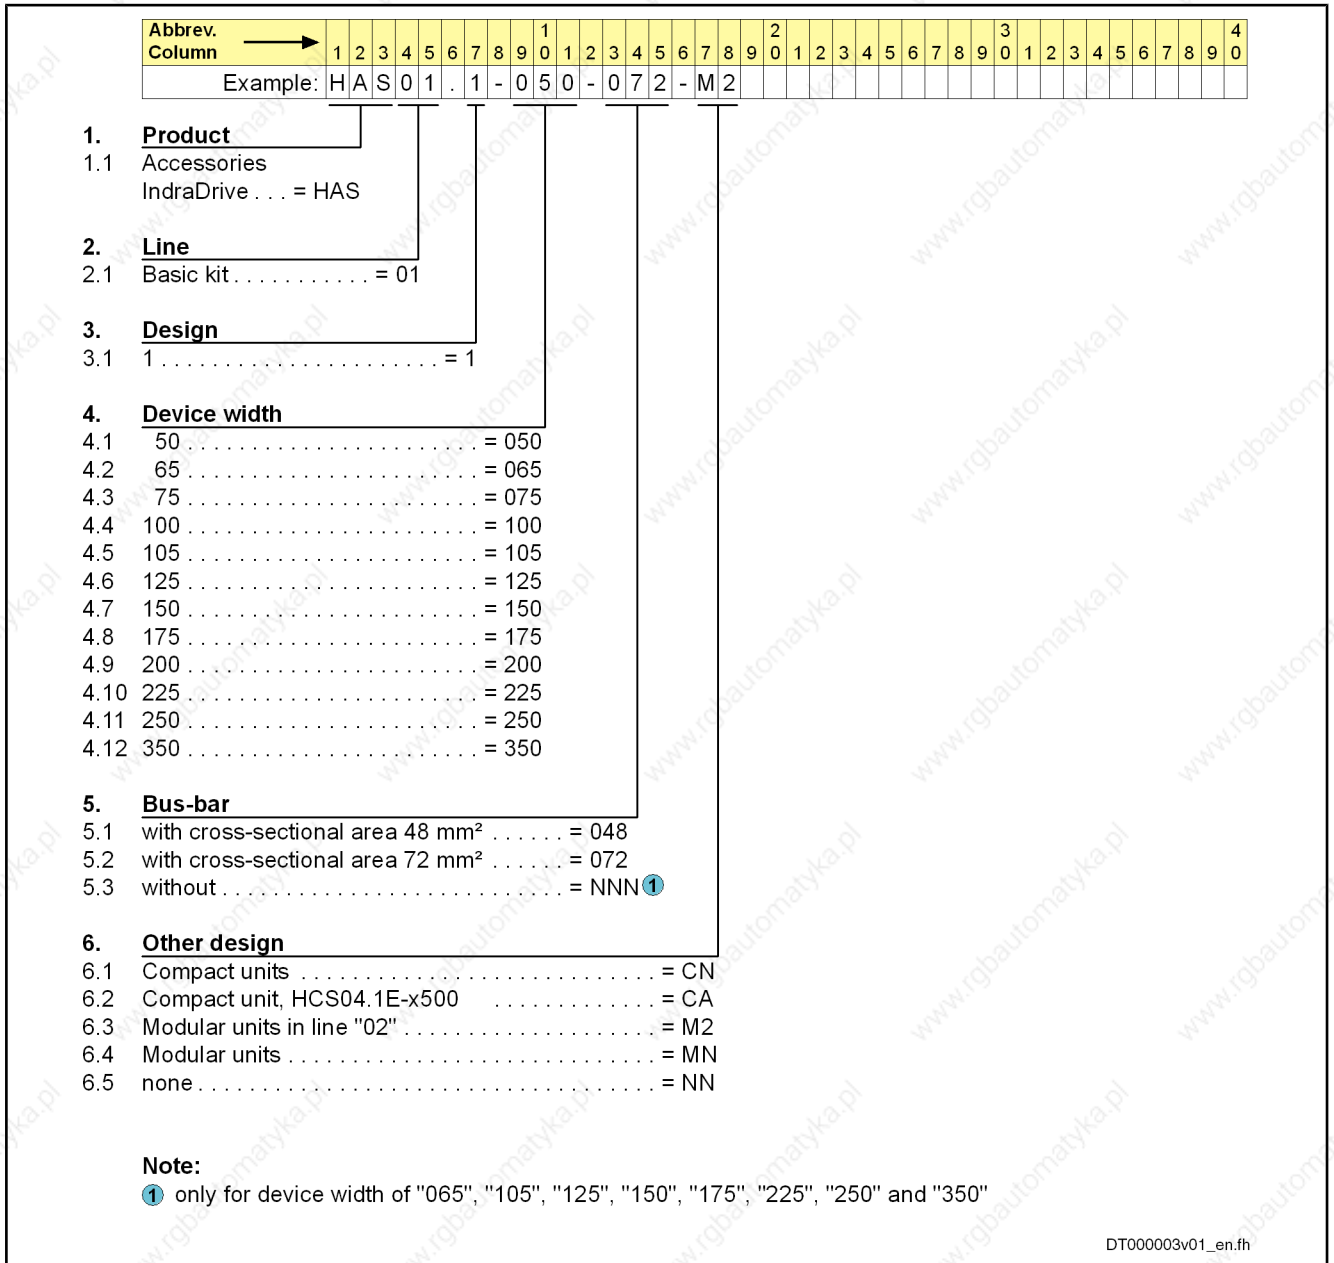 Abbrev. 1 2 3 4
Column 1 2 3 4 5 6 7 8 9 0 1 2 3 4 5 6 7 8 9 0 1 2 3 4 5 6 7 8 9 0 1 2 3 4 5 6 7 8 9 0
Example: H A S 0 1 . 1 - 0 5 0 - 0 7 2 - M 2
1. Product
1.1 Accessories
IndraDrive . . . = HAS
2. Line
2.1 Basic kit . . . . . . . . . . . = 01
3. Design
3.1 1 . . . . . . . . . . . . . . . . . . . . . . = 1
4. Device width
4.1 50 . . . . . . . . . . . . . . . . . . . . . . . = 050
4.2 65 . . . . . . . . . . . . . . . . . . . . . . . = 065
4.3 75 . . . . . . . . . . . . . . . . . . . . . . . = 075
4.4 100 . . . . . . . . . . . . . . . . . . . . . . . = 100
4.5 105 . . . . . . . . . . . . . . . . . . . . . . . = 105
4.6 125 . . . . . . . . . . . . . . . . . . . . . . . = 125
4.7 150 . . . . . . . . . . . . . . . . . . . . . . . = 150
4.8 175 . . . . . . . . . . . . . . . . . . . . . . . = 175
4.9 200 . . . . . . . . . . . . . . . . . . . . . . . = 200
4.10 225 . . . . . . . . . . . . . . . . . . . . . . . = 225
4.11 250 . . . . . . . . . . . . . . . . . . . . . . . = 250
4.12 350 . . . . . . . . . . . . . . . . . . . . . . . = 350
5. Bus-bar
5.1 with cross-sectional area 48 mm² . . . . . . = 048
5.2 with cross-sectional area 72 mm² . . . . . . = 072
5.3 without . . . . . . . . . . . . . . . . . . . . . . . . . . . = NNN 1
6. Other design
6.1 Compact units . . . . . . . . . . . . . . . . . . . . . . . . . . . . = CN
6.2 Compact unit, HCS04.1E-x500 . . . . . . . . . . . . . = CA
6.3 Modular units in line "02" . . . . . . . . . . . . . . . . . . . . = M2
6.4 Modular units . . . . . . . . . . . . . . . . . . . . . . . . . . . . . = MN
6.5 none . . . . . . . . . . . . . . . . . . . . . . . . . . . . . . . . . . . . = NN
Note:
1 only for device width of "065", "105", "125", "150", "175", "225", "250" and "350"
DT000003v01_en.fh
www.rgbautomatyka.pl